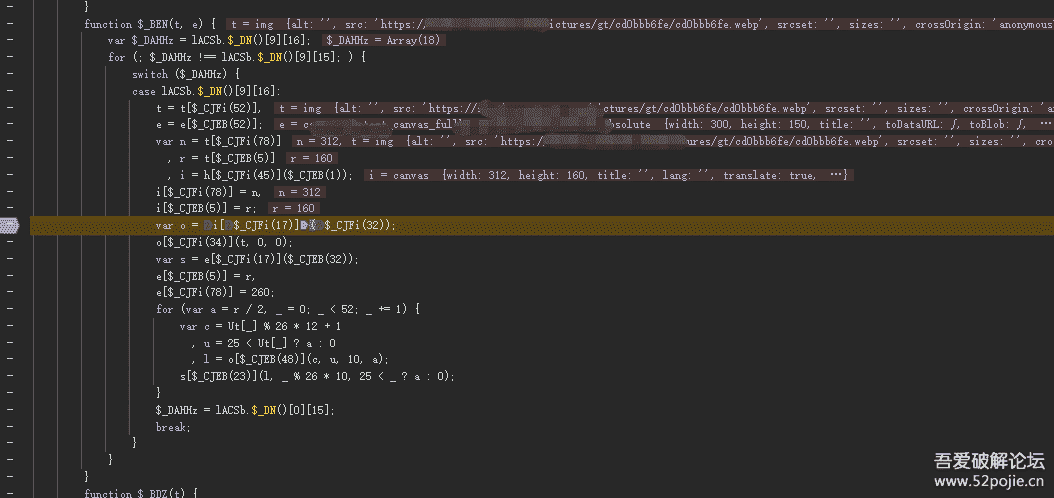 }
function $_BEN(t, e) { t = img {alt: '', src: 'https:// ictures/gt/cd0bbb6fe/cd0bbb6fe.webp', srcset: '', sizes: '', crossOrigin: 'anonymous
var $_DAHHz = lACSb.$_DN()[9][16]; $_DAHHz = Array(18)
for (; $_DAHHz !== lACSb.$_DN()[9][15]; ) {
switch ($_DAHHz) {
case lACSb.$_DN()[9][16]:
t = t[$_CJFi(52)], t = img {alt: '', src: 'https:// ictures/gt/cd0bbb6fe/cd0bbb6fe.webp', srcset: '', sizes: '', crossOrigin: 'an
e = e[$_CJEB(52)]; e = canvas_full bsolute {width: 300, height: 150, title: '', toDataURL: ƒ, toBlob: ƒ, …
var n = t[$_CJFi(78)] n = 312, t = img {alt: '', src: 'https:// ures/gt/cd0bbb6fe/cd0bbb6fe.webp', srcset: '', sizes: '', cro
, r = t[$_CJEB(5)] r = 160
, i = h[$_CJFi(45)]($_CJEB(1)); i = canvas {width: 312, height: 160, title: '', lang: '', translate: true, …}
i[$_CJFi(78)] = n, n = 312
i[$_CJEB(5)] = r; r = 160
var o = i[$_CJFi(17)]($_CJFi(32));
o[$_CJFi(34)](t, 0, 0);
var s = e[$_CJFi(17)]($_CJEB(32));
e[$_CJEB(5)] = r,
e[$_CJFi(78)] = 260;
for (var a = r / 2, _ = 0; _ < 52; _ += 1) {
var c = Ut[_] % 26 * 12 + 1
, u = 25 < Ut[_] ? a : 0
, l = o[$_CJEB(48)](c, u, 10, a);
s[$_CJEB(23)](l, _ % 26 * 10, 25 < _ ? a : 0);
}
$_DAHHz = lACSb.$_DN()[0][15];
break;
}
}
}
function $_BDZ(t) {
吾爱破解论坛
www.52pojie.cn